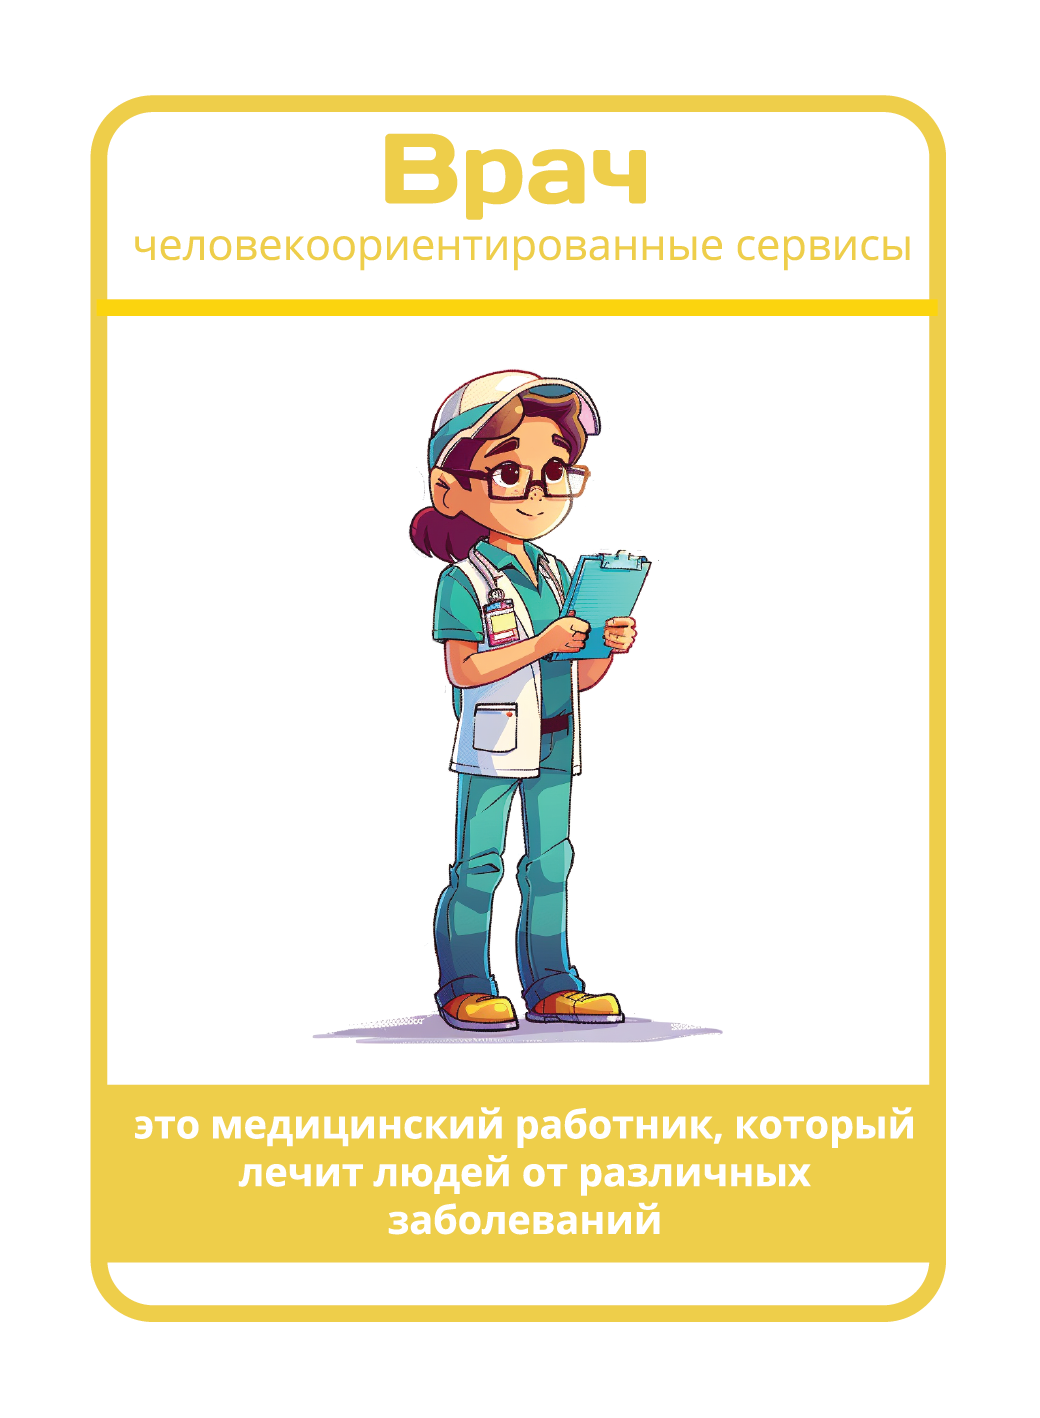 Врач
человекоориентированные сервисы
это медицинский работник, который
лечит людей от различных
заболеваний